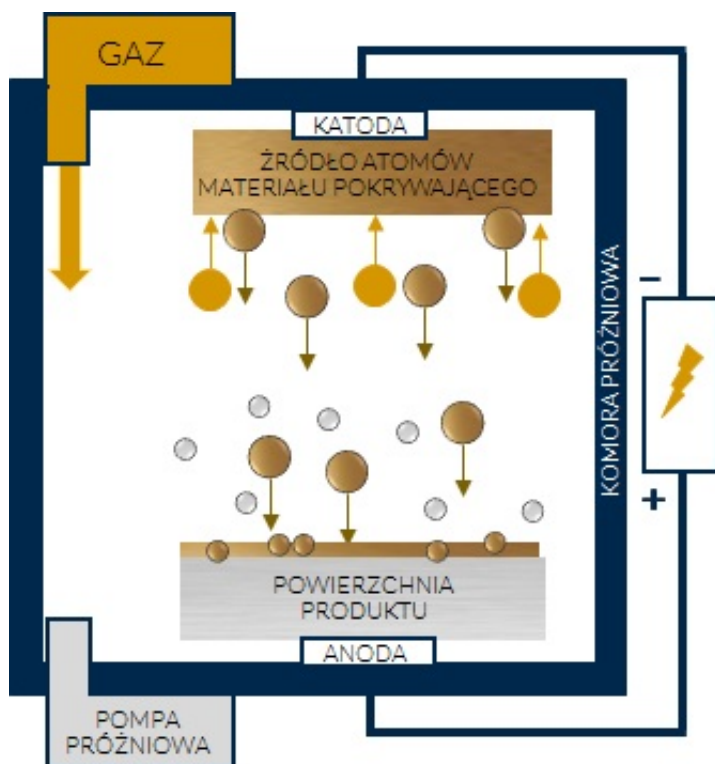 GAZ
KATODA
ŹRÓDŁO ATOMÓW
MATERIAŁU POKRYWAJĄCEGO
KOMORA PRÓŻNIOWA
−
+
POWIERZCHNIA
PRODUKTU
ANODA
POMPA
PRÓŻNIOWA